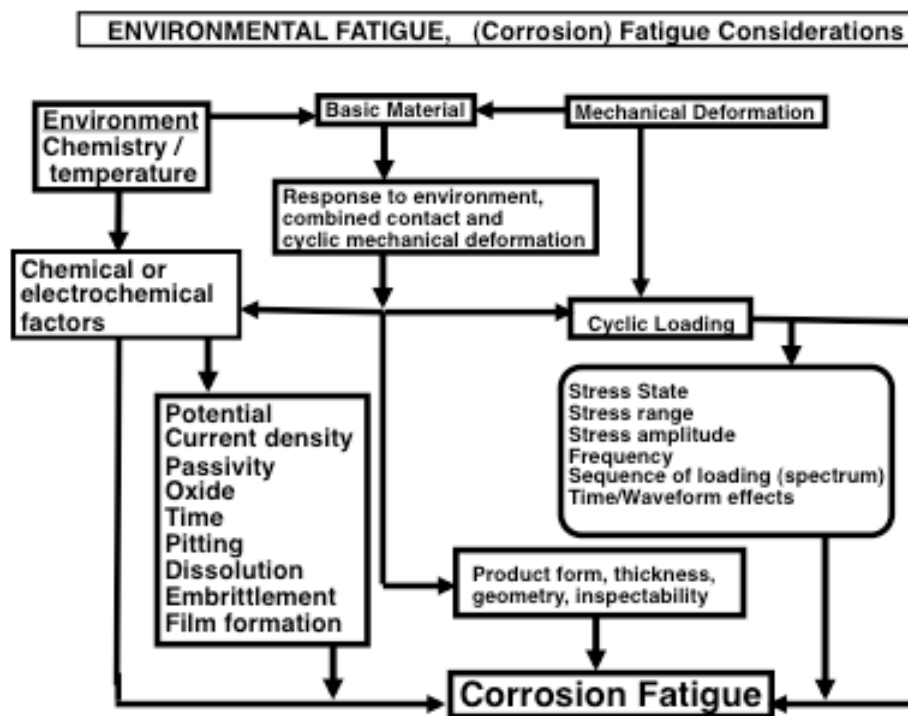 ENVIRONMENTAL FATIGUE, (Corrosion) Fatigue Considerations
Environment
Chemistry /
temperature
Basic Material
Mechanical Deformation
Response to environment,
combined contact and
cyclic mechanical deformation
Chemical or
electrochemical
factors
Cyclic Loading
Potential
Current density
Passivity
Oxide
Time
Pitting
Dissolution
Embrittlement
Film formation
Stress State
Stress range
Stress amplitude
Frequency
Sequence of loading (spectrum)
Time/Waveform effects
Product form, thickness,
geometry, inspectability
Corrosion Fatigue